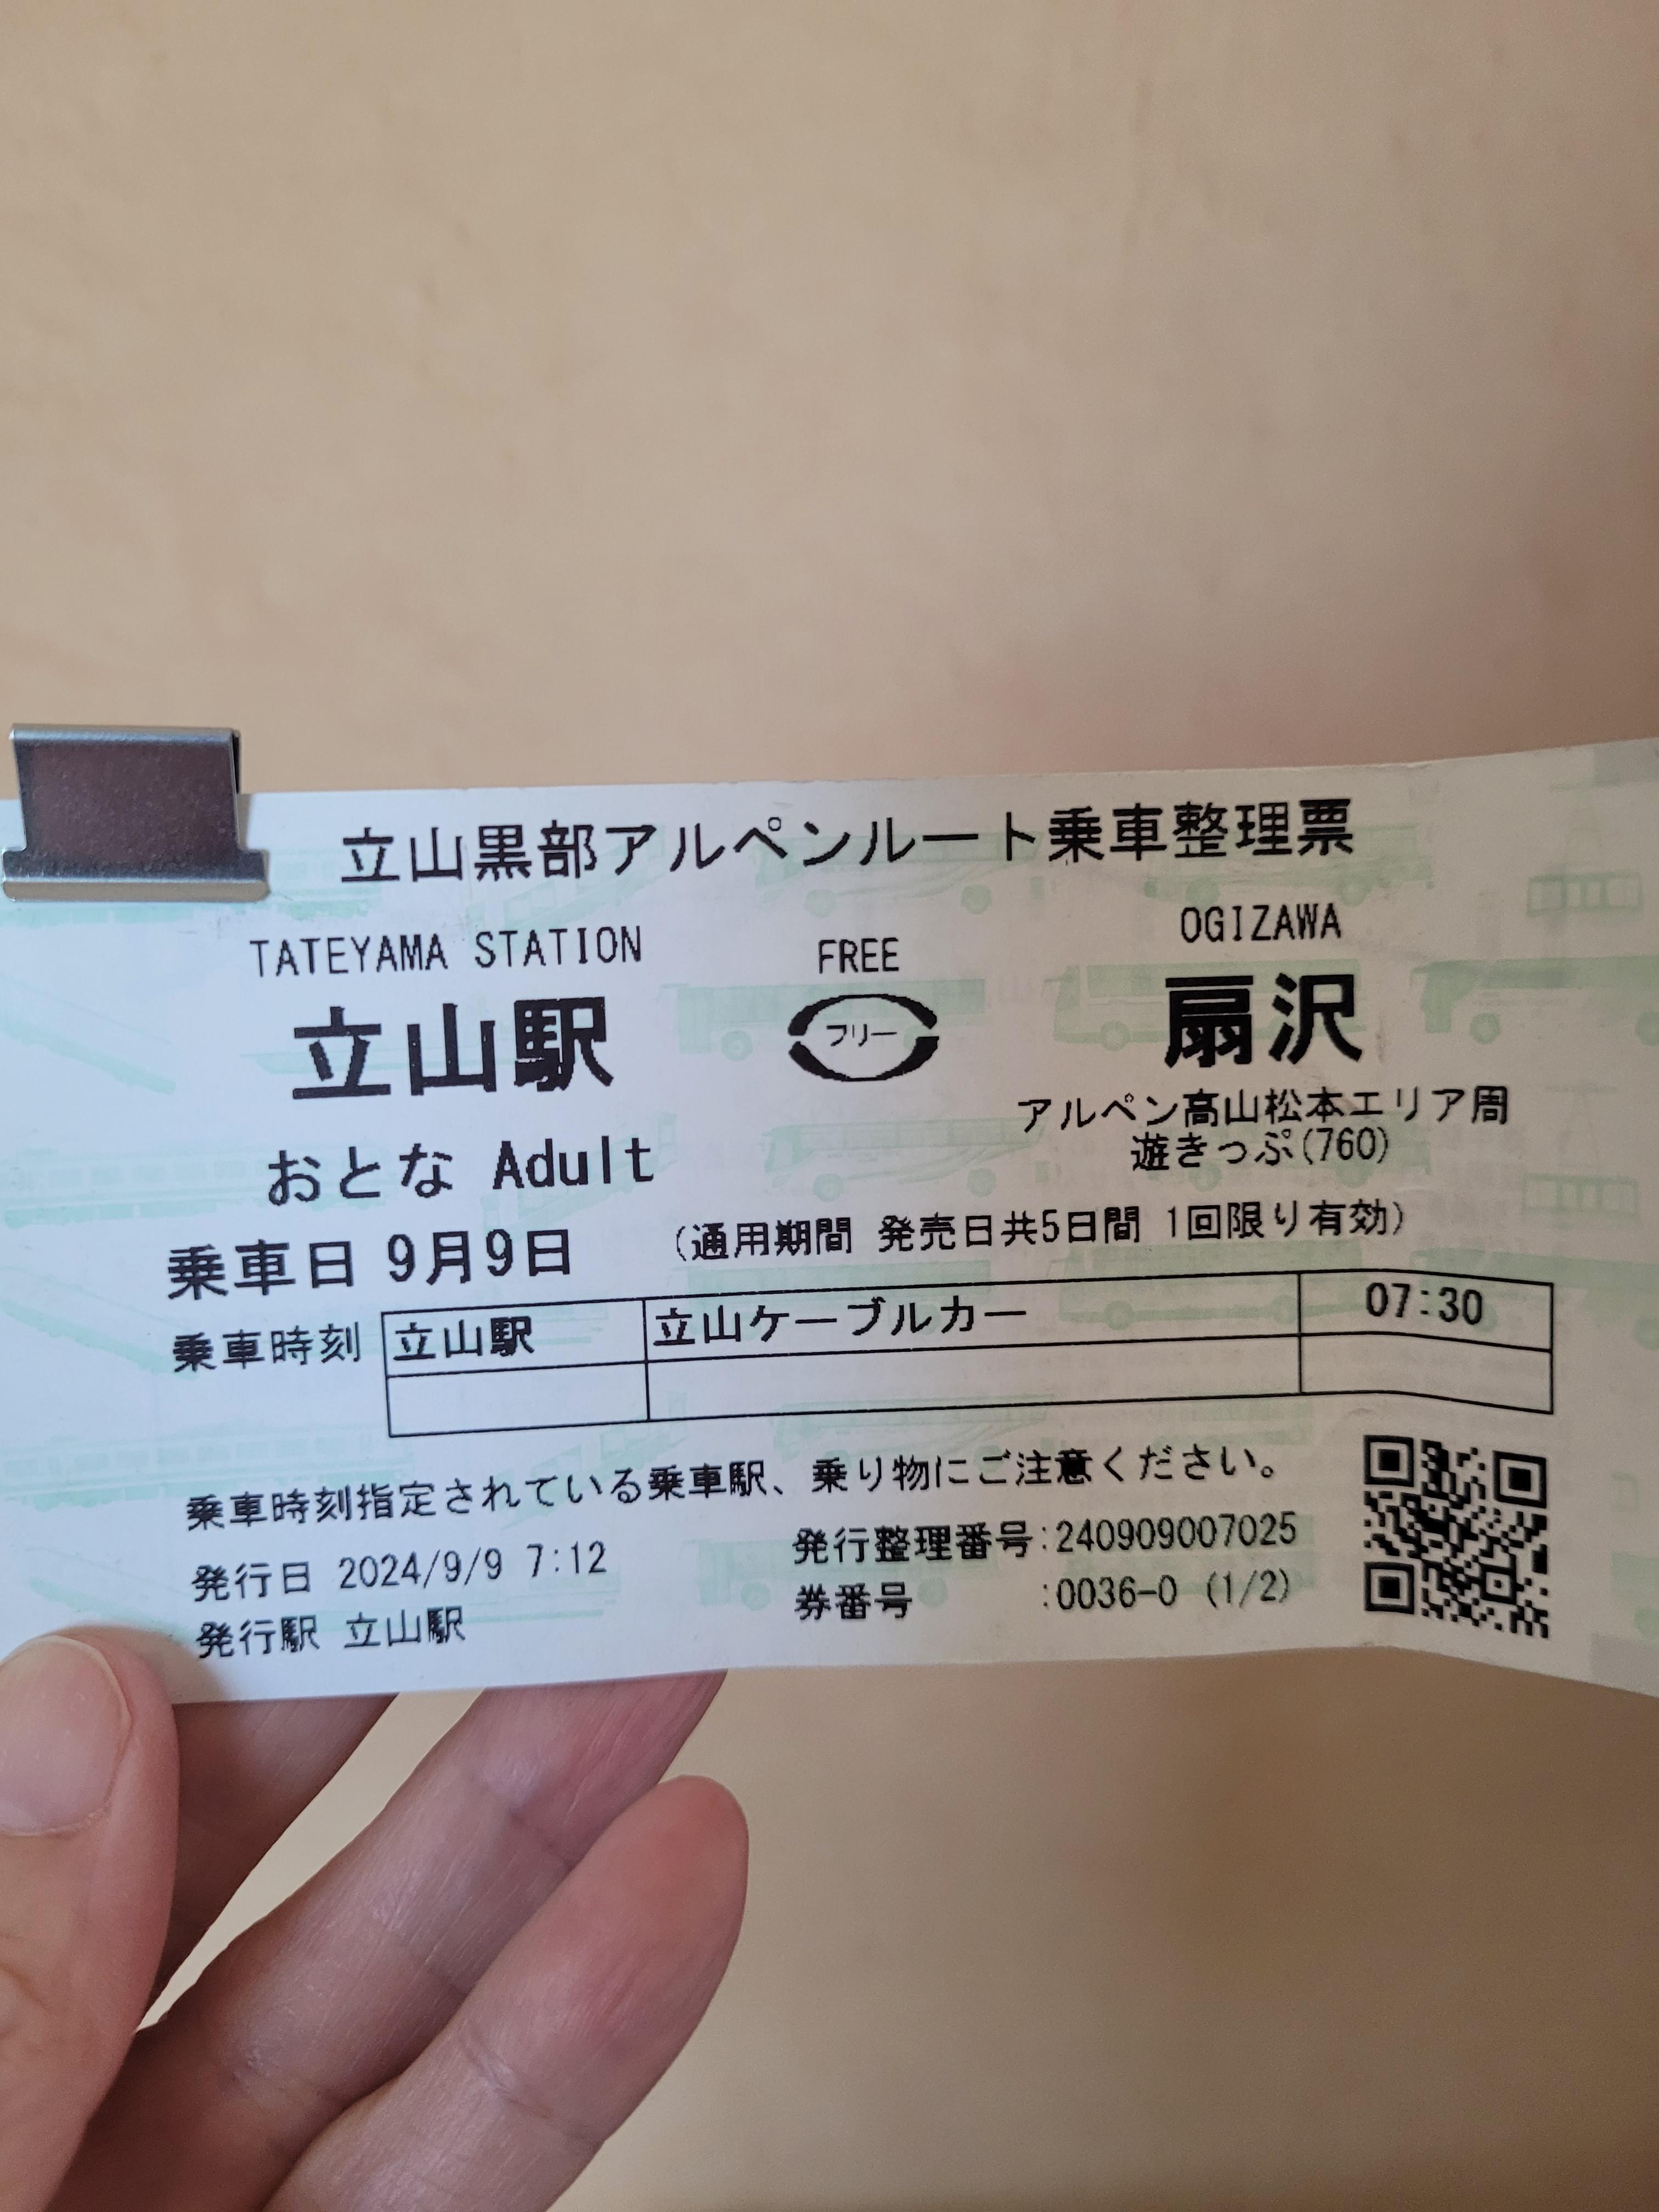 立山黒部アルペンルート乗車整理票
TATEYAMA STATION FREE OGIZAWA
立山駅 フリー 扇沢
アルペン高山松本エリア周
遊きっぷ(760)
おとな Adult
乗車日 9月9日 (通用期間 発売日共5日間 1回限り有効)
乗車時刻 立山駅 立山ケーブルカー 07:30
乗車時刻指定されている乗車駅、乗り物にご注意ください。
発行日 2024/9/9 7:12 発行整理番号:240909007025
発行駅 立山駅 券番号 :0036-0 (1/2)